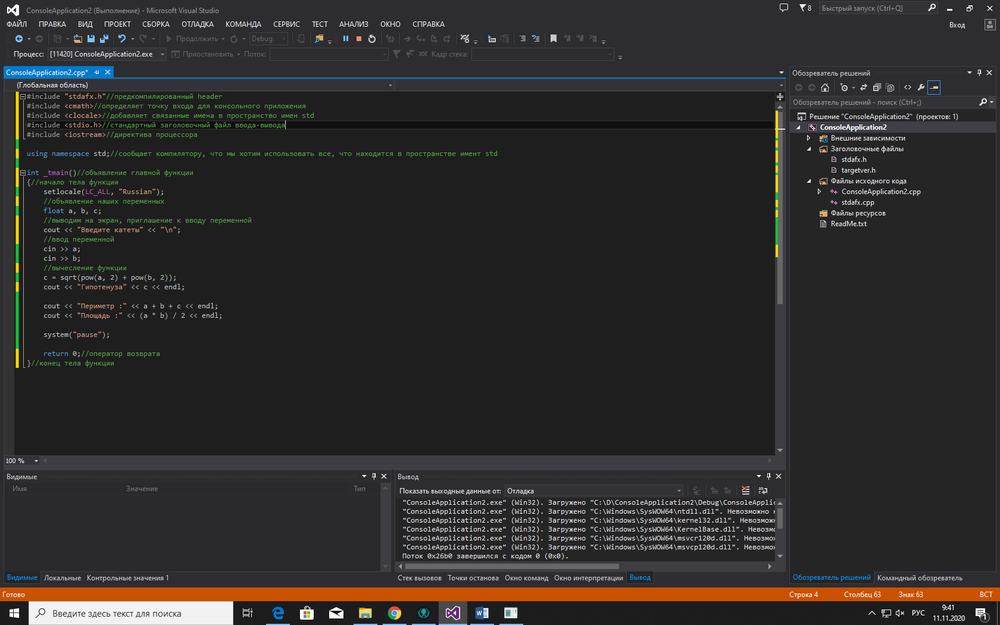 ConsoleApplication2 (Выполнение) - Microsoft Visual Studio
8
Быстрый запуск (Ctrl+Q)
ФАЙЛ ПРАВКА ВИД ПРОЕКТ СБОРКА ОТЛАДКА КОМАНДА СЕРВИС ТЕСТ АНАЛИЗ ОКНО СПРАВКА
Вход
Продолжить Debug
Процесс: [11420] ConsoleApplication2.exe Приостановить Поток: Кадр стека:
ConsoleApplication2.cpp*
(Глобальная область)
#include "stdafx.h"//предкомпилированный header
#include <cmath>//определяет точку входа для консольного приложения
#include <clocale>//добавляет связанные имена в пространство имен std
#include <stdio.h>//стандартный заголовочный файл ввода-вывода
#include <iostream>//директива процессора
using namespace std;//сообщает компилятору, что мы хотим использовать все, что находится в пространстве имент std
int _tmain()//объявление главной функции
{//начало тела функции
setlocale(LC_ALL, "Russian");
//объявление наших переменных
float a, b, c;
//выводим на экран, приглашение к вводу переменной
cout << "Введите катеты" << "\n";
//ввод переменной
cin >> a;
cin >> b;
//вычесление функции
c = sqrt(pow(a, 2) + pow(b, 2));
cout << "Гипотенуза" << c << endl;
cout << "Периметр :" << a + b + c << endl;
cout << "Площадь :" << (a * b) / 2 << endl;
system("pause");
return 0;//оператор возврата
}//конец тела функции
100 %
Обозреватель решений
Обозреватель решений - поиск (Ctrl+;)
Решение "ConsoleApplication2" (проектов: 1)
ConsoleApplication2
Внешние зависимости
Заголовочные файлы
stdafx.h
targetver.h
Файлы исходного кода
ConsoleApplication2.cpp
stdafx.cpp
Файлы ресурсов
ReadMe.txt
Видимые
Имя Значение Тип
Видимые Локальные Контрольные значения 1
Вывод
Показать выходные данные от: Отладка
"ConsoleApplication2.exe" (Win32). Загружено "C:\D\ConsoleApplication2\Debug\ConsoleApplic
"ConsoleApplication2.exe" (Win32). Загружено "C:\Windows\SysWOW64\ntdll.dll". Невозможно
"ConsoleApplication2.exe" (Win32). Загружено "C:\Windows\SysWOW64\kernel32.dll". Невозможн
"ConsoleApplication2.exe" (Win32). Загружено "C:\Windows\SysWOW64\KernelBase.dll". Невозмо
"ConsoleApplication2.exe" (Win32). Загружено "C:\Windows\SysWOW64\msvcr120d.dll". Невозмож
"ConsoleApplication2.exe" (Win32). Загружено "C:\Windows\SysWOW64\msvcp120d.dll". Невозмож
Поток 0x26b0 завершился с кодом 0 (0x0).
Стек вызовов Точки останова Окно команд Окно интерпретации Вывод
Обозреватель решений Командный обозреватель
Готово Строка 4 Столбец 63 Знак 63 ВСТ
Введите здесь текст для поиска
РУС
9:41
11.11.2020
1